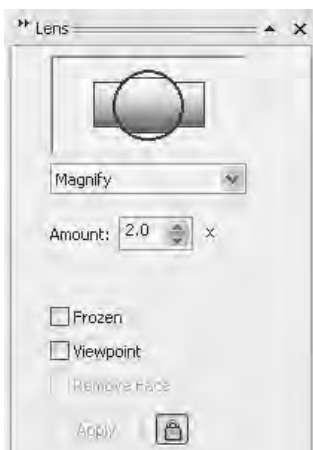 Lens
Magnify
Amount: 2.0 x
Frozen
Viewpoint
Remove Face
Apply